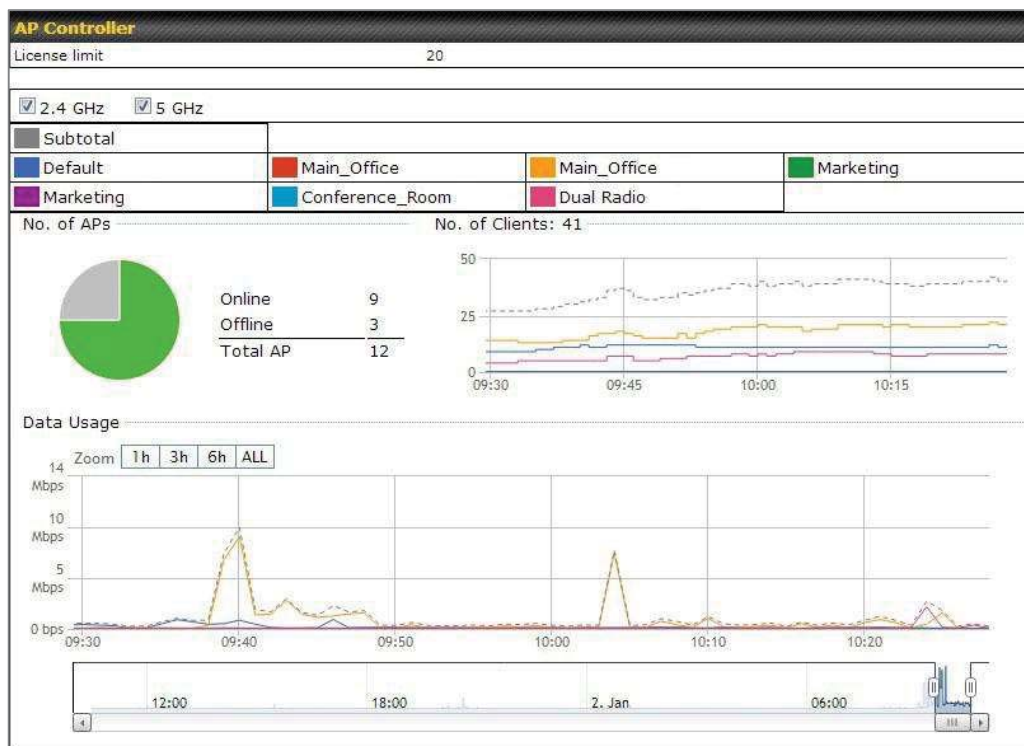 AP Controller
License limit 20
2.4 GHz 5 GHz
Subtotal
Default Main_Office Main_Office Marketing
Marketing Conference_Room Dual Radio
No. of APs No. of Clients: 41
50
25
0
09:30 09:45 10:00 10:15
Online 9
Offline 3
Total AP 12
Data Usage
Zoom 1h 3h 6h ALL
14
Mbps
10
Mbps
5
Mbps
0 bps
09:30 09:40 09:50 10:00 10:10 10:20
12:00 18:00 2. Jan 06:00